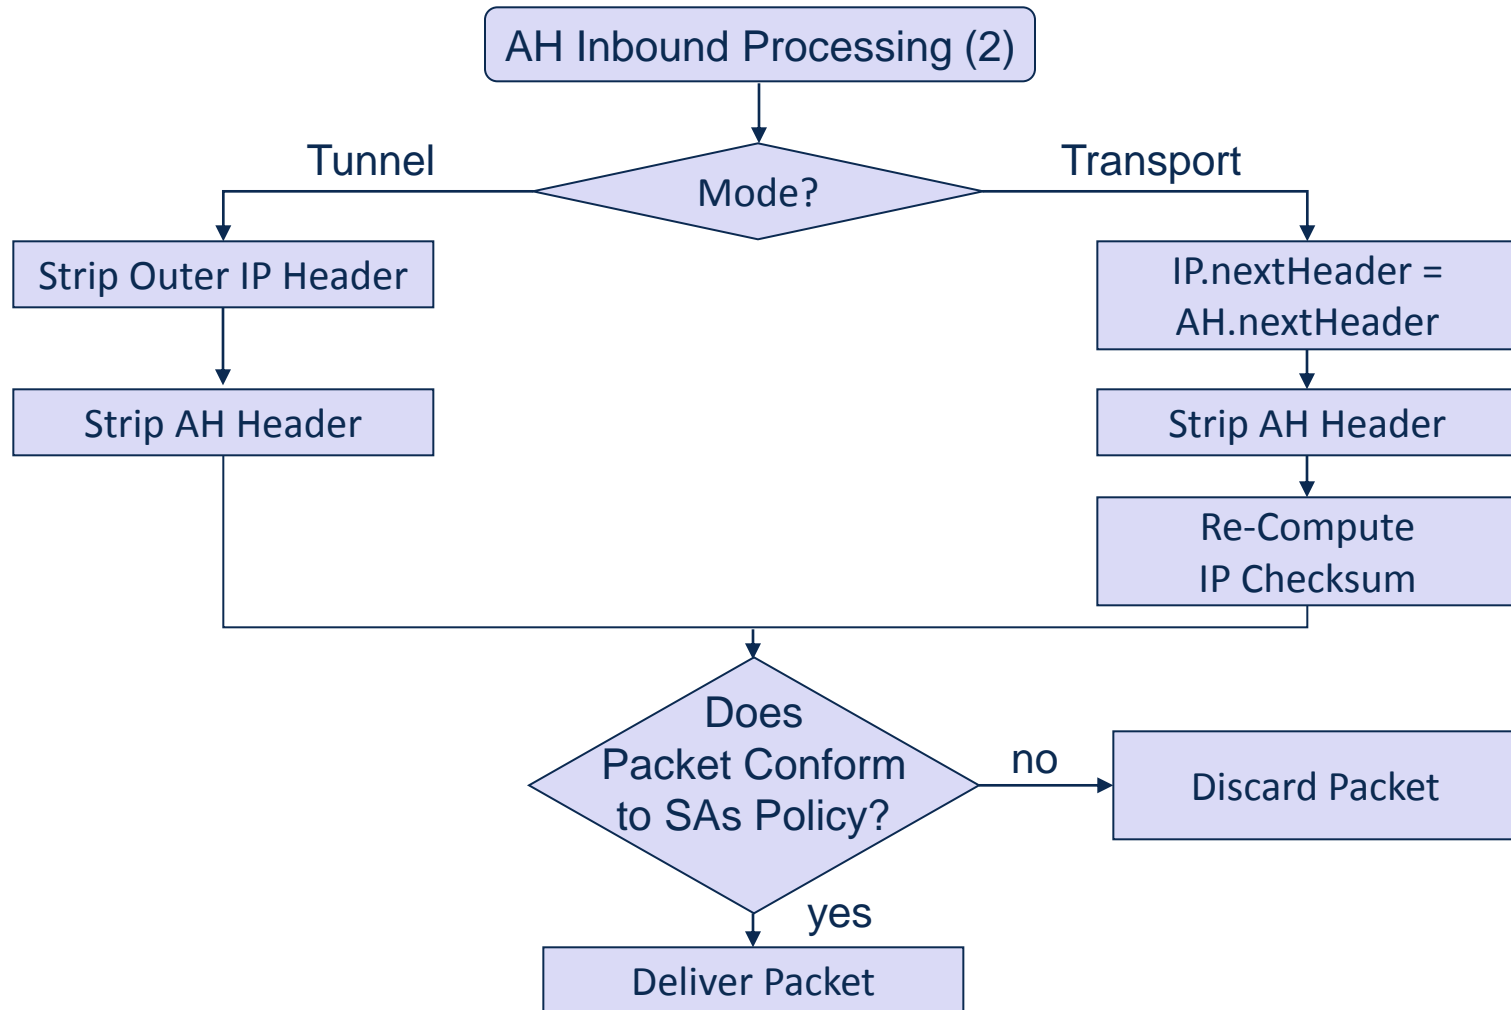 AH Inbound Processing (2)
Tunnel
Transport
Mode?
Strip Outer IP Header
IP.nextHeader =
AH.nextHeader
Strip AH Header
Strip AH Header
Re-Compute
IP Checksum
Does
Packet Conform
to SAs Policy?
no
Discard Packet
yes
Deliver Packet